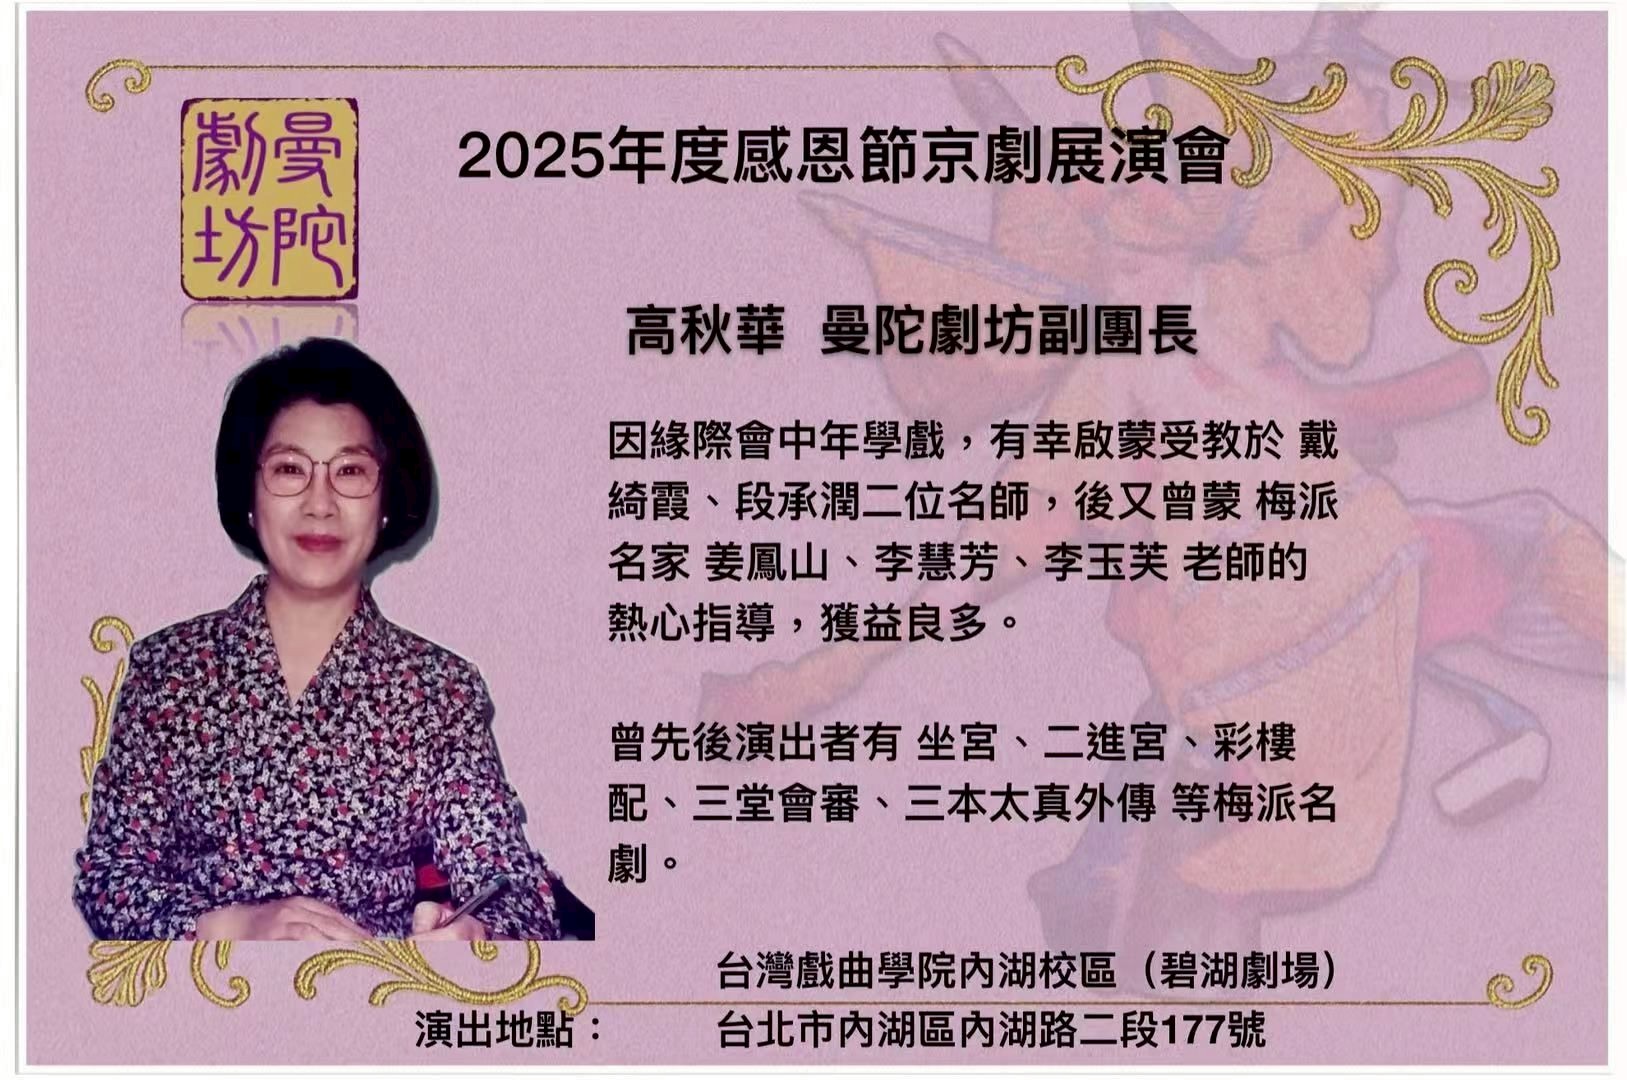 曼陀
劇坊
2025年度感恩節京劇展演會
高秋華 曼陀劇坊副團長
因緣際會中年學戲，有幸啟蒙受教於 戴
綺霞、段承潤二位名師，後又曾蒙 梅派
名家 姜鳳山、李慧芳、李玉芙 老師的
熱心指導，獲益良多。
曾先後演出者有 坐宮、二進宮、彩樓
配、三堂會審、三本太真外傳 等梅派名
劇。
台灣戲曲學院內湖校區（碧湖劇場）
演出地點： 台北市內湖區內湖路二段177號